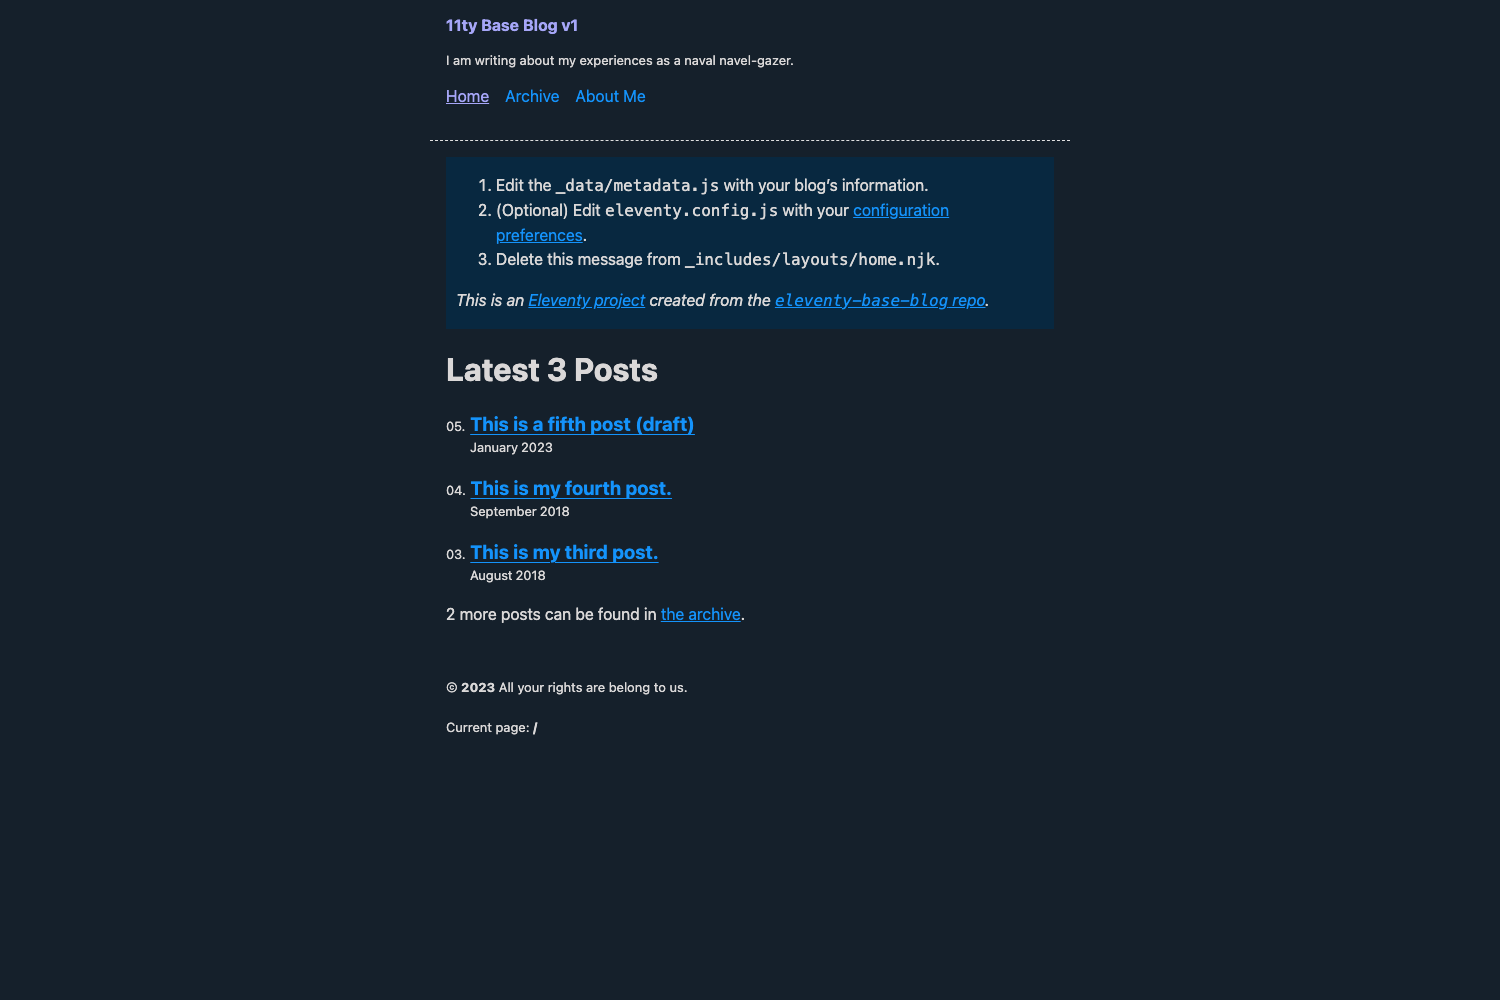 11ty Base Blog v1
I am writing about my experiences as a naval navel-gazer.
Home Archive About Me
1. Edit the _data/metadata.js with your blog’s information.
2. (Optional) Edit eleventy.config.js with your configuration
preferences.
3. Delete this message from _includes/layouts/home.njk.
This is an Eleventy project created from the eleventy-base-blog repo.
Latest 3 Posts
05. This is a fifth post (draft)
January 2023
04. This is my fourth post.
September 2018
03. This is my third post.
August 2018
2 more posts can be found in the archive.
© 2023 All your rights are belong to us.
Current page: /